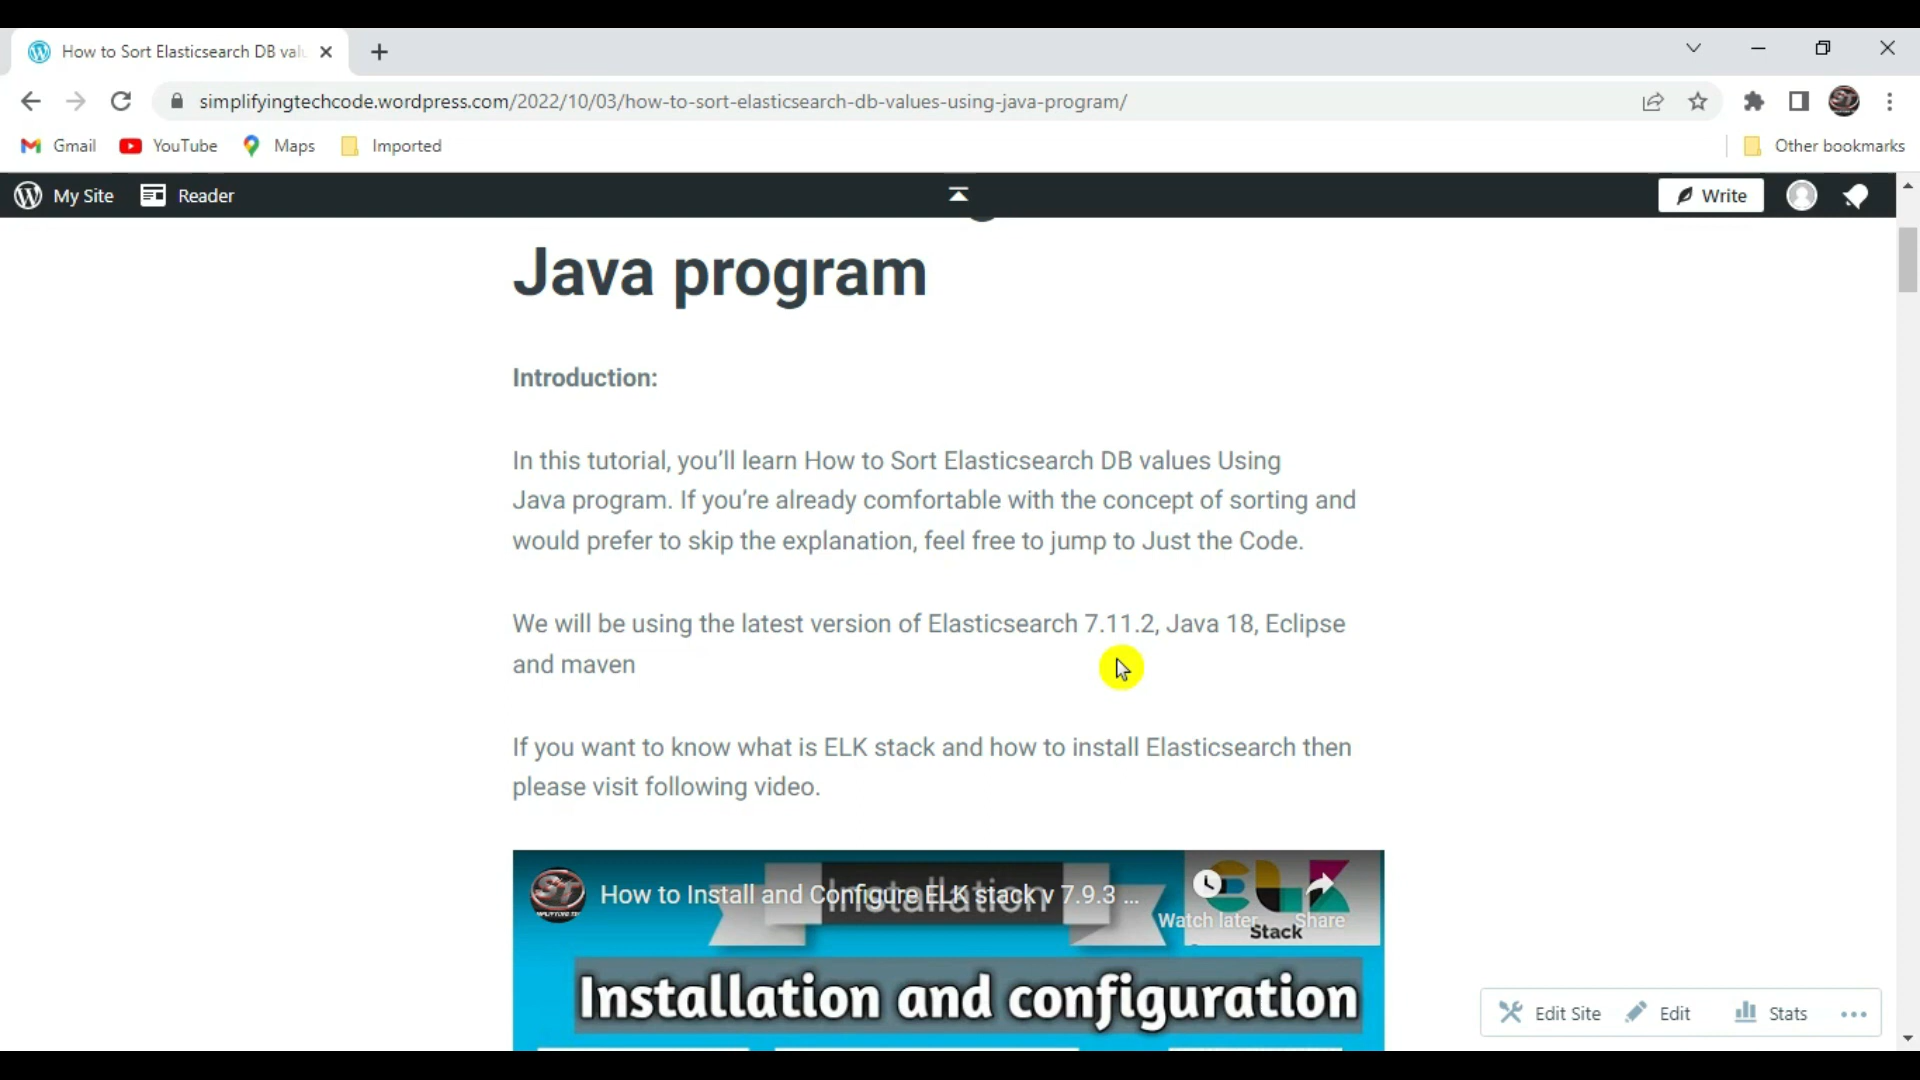 How to Sort Elasticsearch DB val
simplifyingtechcode.wordpress.com/2022/10/03/how-to-sort-elasticsearch-db-values-using-java-program/
Gmail YouTube Maps Imported Other bookmarks
My Site Reader Write
Java program
Introduction:
In this tutorial, you'll learn How to Sort Elasticsearch DB values Using
Java program. If you're already comfortable with the concept of sorting and
would prefer to skip the explanation, feel free to jump to Just the Code.
We will be using the latest version of Elasticsearch 7.11.2, Java 18, Eclipse
and maven
If you want to know what is ELK stack and how to install Elasticsearch then
please visit following video.
Installation
How to Install and Configure ELK stack v 7.9.3 ...
Watch later Share
Stack
Installation and configuration
Edit Site Edit Stats